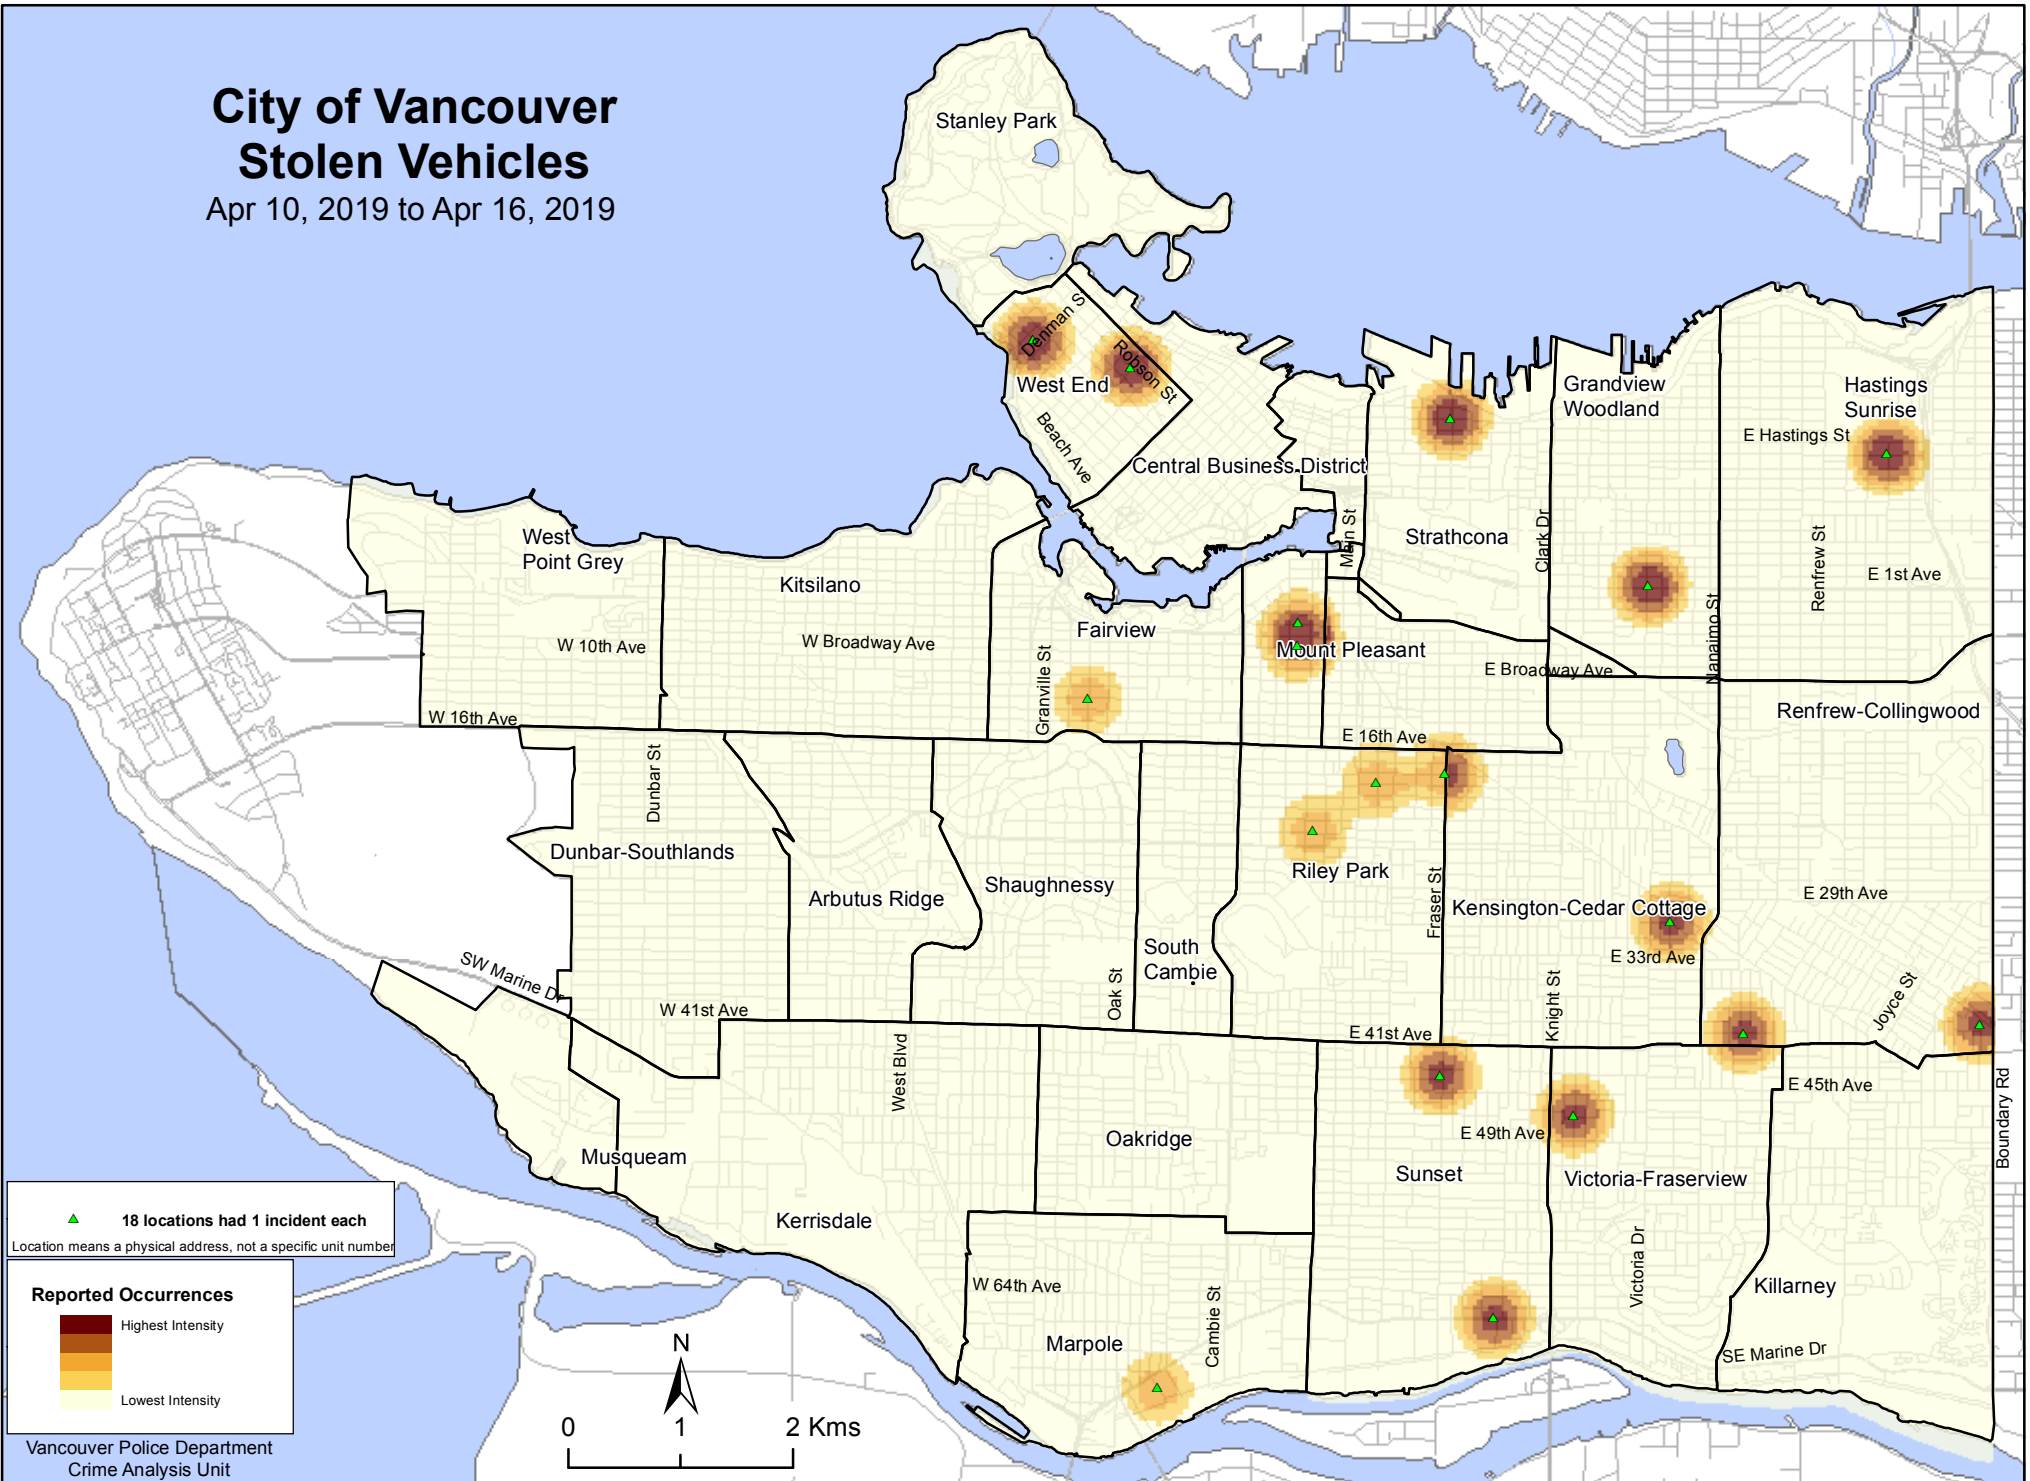 City of Vancouver
Stolen Vehicles
Apr 10, 2019 to Apr 16, 2019
Stanley Park
Denman S
Robson St
West End
Beach Ave
Central Business District
Grandview
Woodland
Hastings
Sunrise
E Hastings St
Main St
Strathcona
Clark Dr
Renfrew St
E 1st Ave
Nanaimo St
West
Point Grey
Kitsilano
W 10th Ave
W Broadway Ave
Fairview
Granville St
Mount Pleasant
E Broadway Ave
W 16th Ave
E 16th Ave
Renfrew-Collingwood
Dunbar St
Dunbar-Southlands
Arbutus Ridge
Shaughnessy
Riley Park
Fraser St
Kensington-Cedar Cottage
E 29th Ave
E 33rd Ave
South
Cambie
SW Marine Dr
W 41st Ave
Oak St
E 41st Ave
Knight St
Joyce St
West Blvd
E 45th Ave
Boundary Rd
Oakridge
E 49th Ave
Musqueam
Sunset
Victoria-Fraserview
Kerrisdale
Victoria Dr
W 64th Ave
Cambie St
Killarney
Marpole
SE Marine Dr
18 locations had 1 incident each
Location means a physical address, not a specific unit number
Reported Occurrences
Highest Intensity
Lowest Intensity
N
0 1 2 Kms
Vancouver Police Department
Crime Analysis Unit